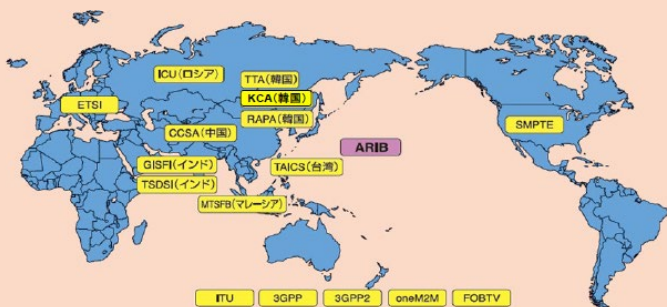 ICU(ロシア)
TTA(韓国)
KCA(韓国)
ETSI
RAPA(韓国)
SMPTE
CCSA(中国)
ARIB
GISFI(インド)
TAICS(台湾)
TSDSI(インド)
MTSFB(マレーシア)
ITU
3GPP
3GPP2
oneM2M
FOBTV